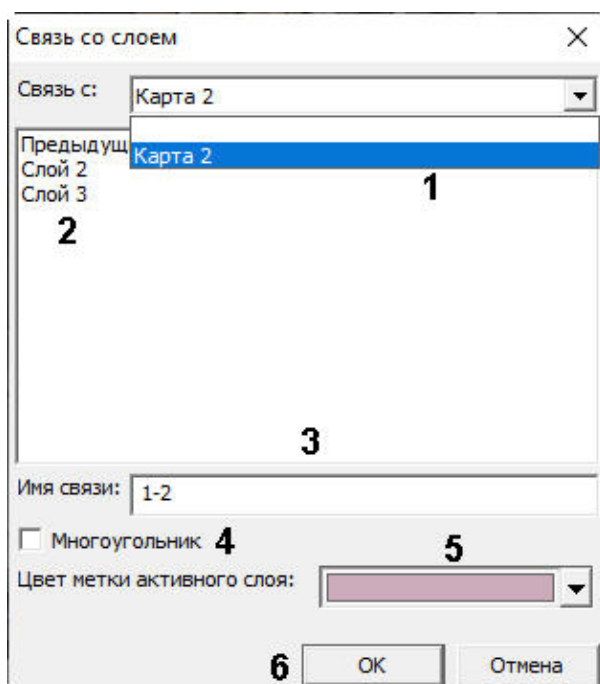 Связь со слоем
Связь с: Карта 2
Карта 2
1
Предыдущ
Слой 2
Слой 3
2
3
Имя связи: 1-2
Многоугольник 4
5
Цвет метки активного слоя:
6 OK Отмена